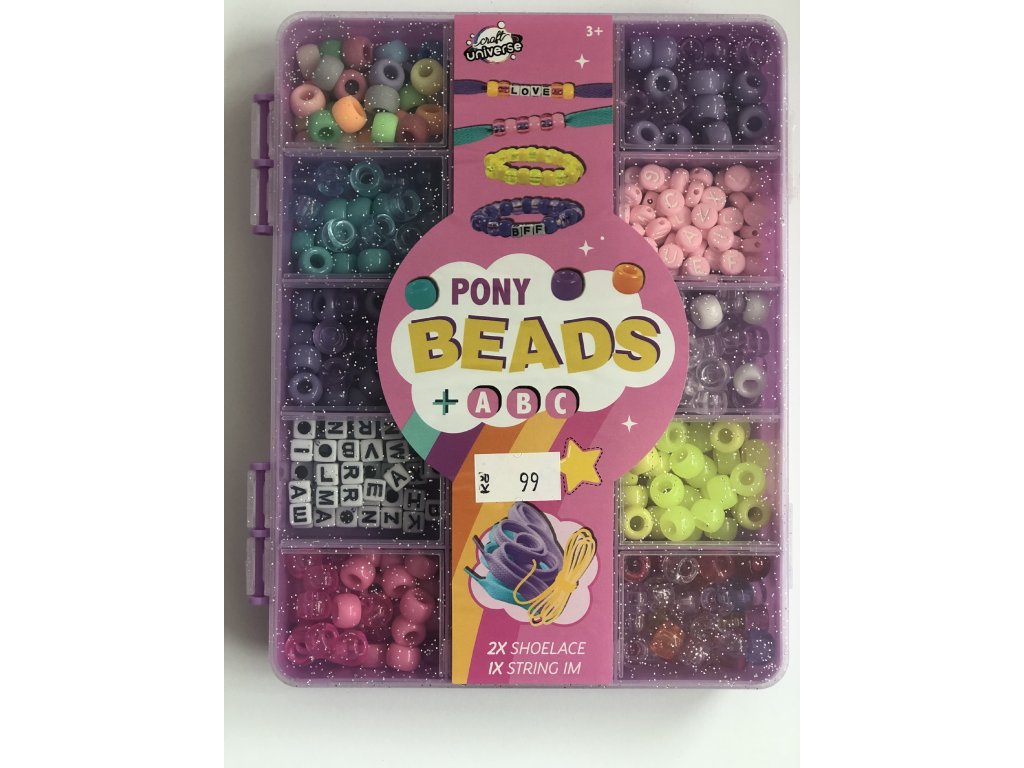 craft
universe
3+
LOVE
BFF
PONY
BEADS
+ ABC
Kč 99
2X SHOELACE
1X STRING 1M